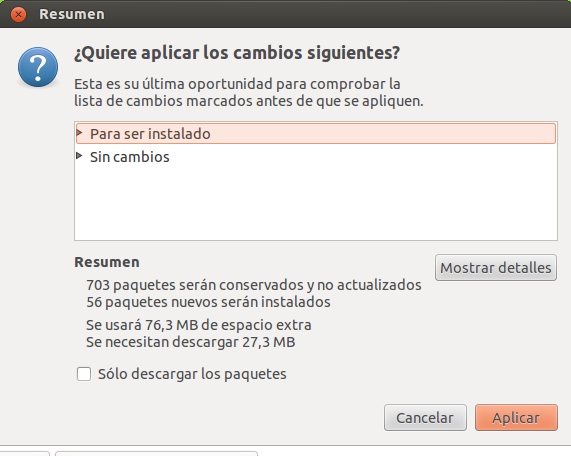 Resumen
¿Quiere aplicar los cambios siguientes?
Esta es su última oportunidad para comprobar la
lista de cambios marcados antes de que se apliquen.
Para ser instalado
Sin cambios
Resumen
Mostrar detalles
703 paquetes serán conservados y no actualizados
56 paquetes nuevos serán instalados
Se usará 76,3 MB de espacio extra
Se necesitan descargar 27,3 MB
Sólo descargar los paquetes
Cancelar
Aplicar